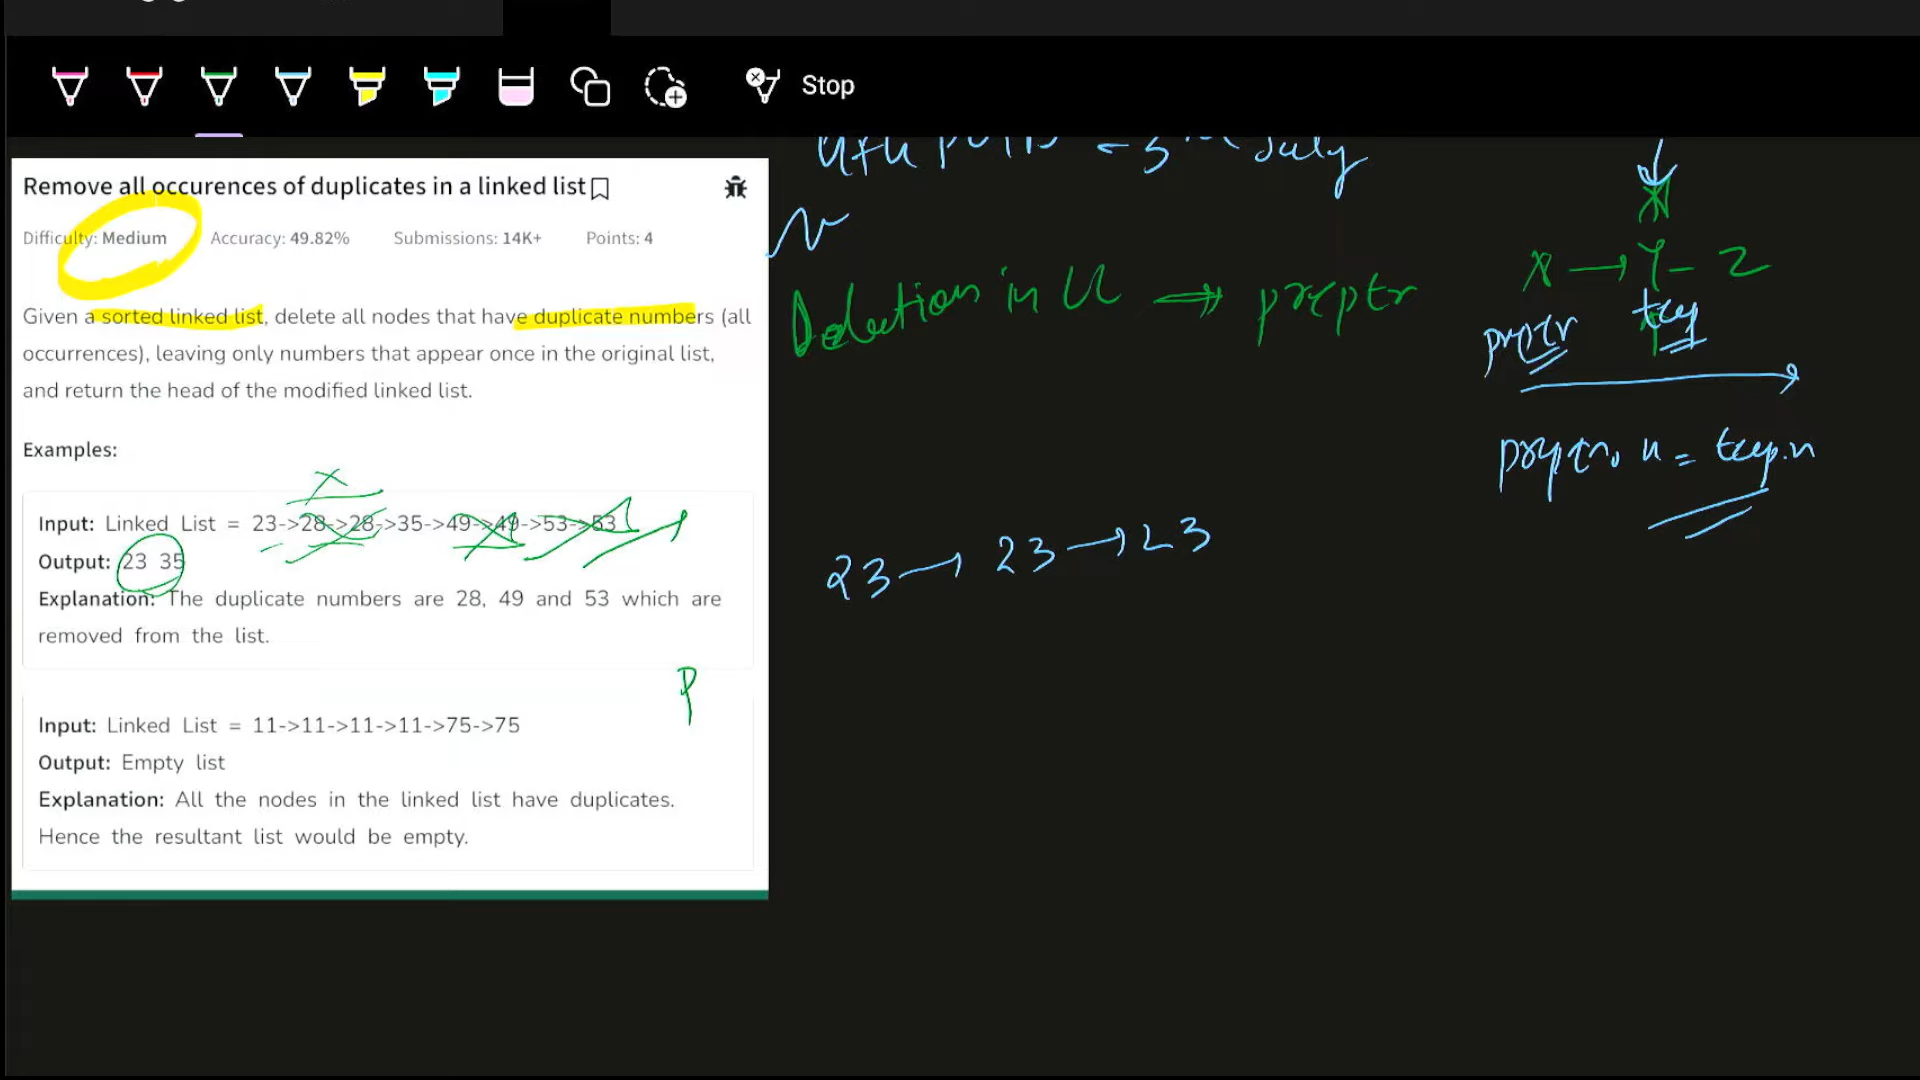 Stop
Remove all occurences of duplicates in a linked list
Difficulty: Medium Accuracy: 49.82% Submissions: 14K+ Points: 4
Given a sorted linked list, delete all nodes that have duplicate numbers (all
occurrences), leaving only numbers that appear once in the original list,
and return the head of the modified linked list.
Examples:
Input: Linked List = 23->28->28->35->49->49->53->53
Output: 23 35
Explanation: The duplicate numbers are 28, 49 and 53 which are
removed from the list.
P
Input: Linked List = 11->11->11->11->75->75
Output: Empty list
Explanation: All the nodes in the linked list have duplicates.
Hence the resultant list would be empty.
July
Deletion in LL => preptr
X → Y - Z
preptr temp
preptr.n = temp.n
23 → 23 → 23